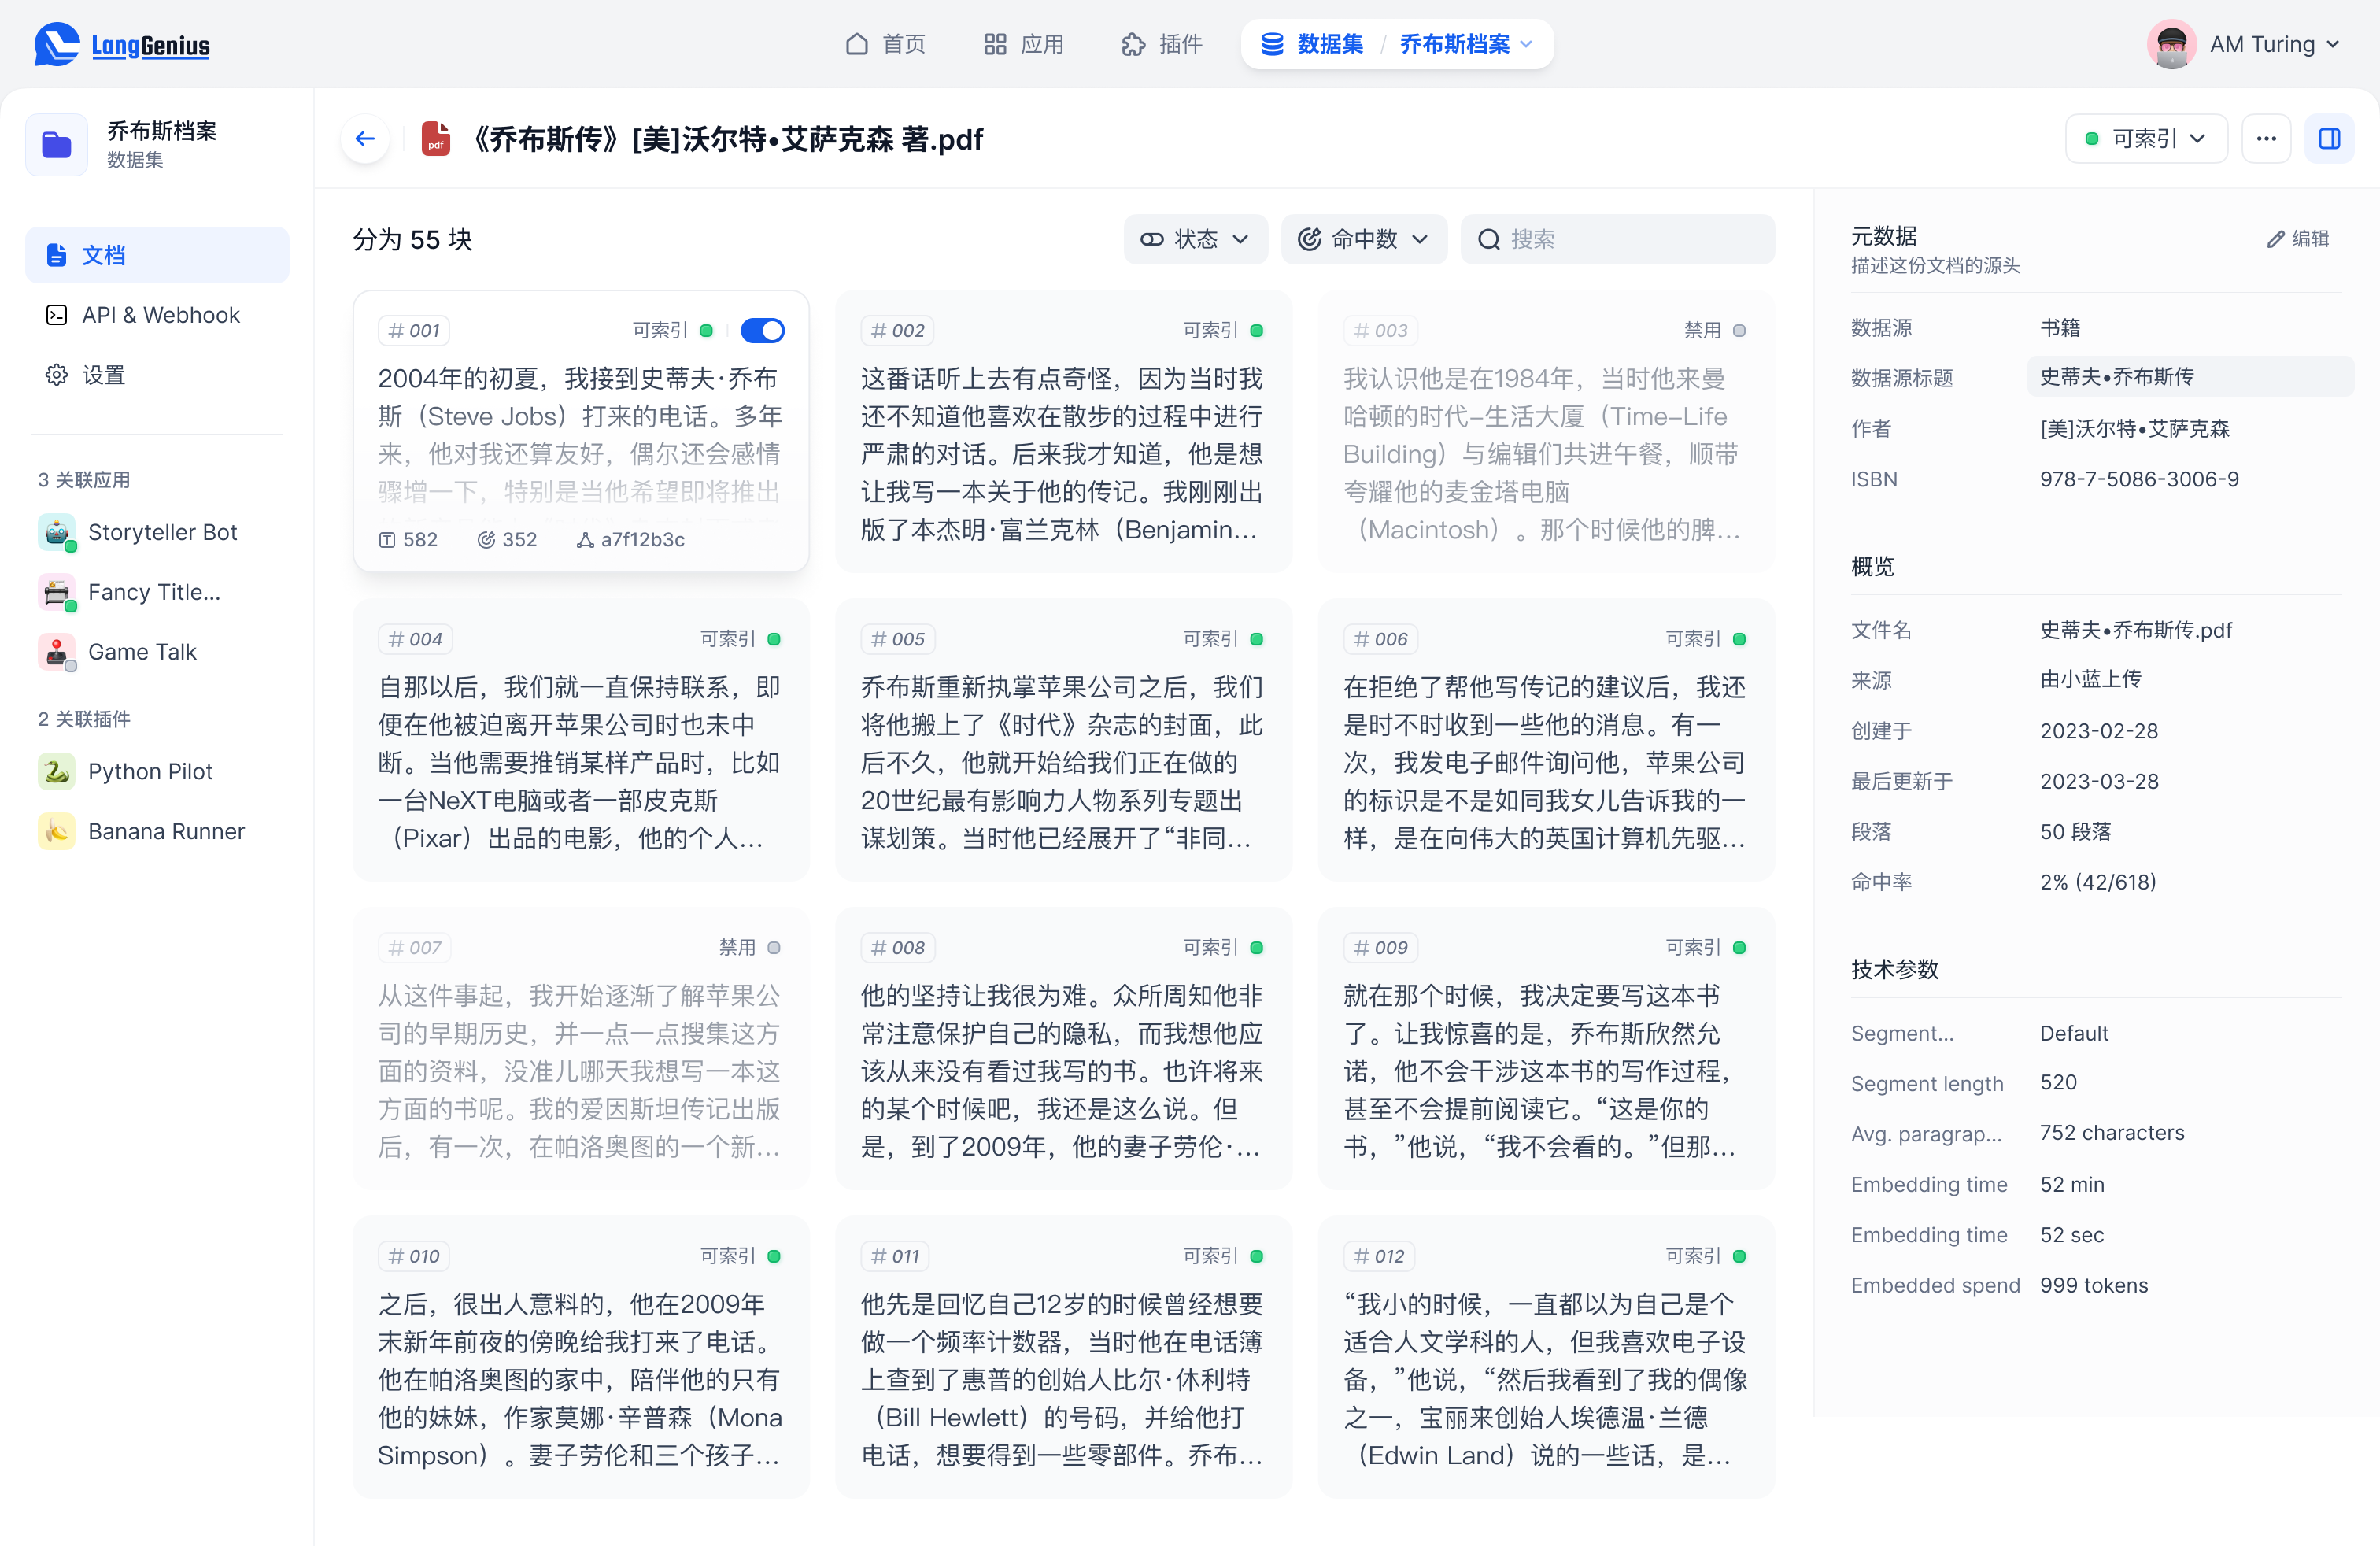 LangGenius
首页
应用
插件
数据集 / 乔布斯档案
AM Turing
乔布斯档案
数据集
文档
API & Webhook
设置
3 关联应用
Storyteller Bot
Fancy Title...
Game Talk
2 关联插件
Python Pilot
Banana Runner
pdf
《乔布斯传》[美]沃尔特•艾萨克森 著.pdf
可索引
分为 55 块
状态
命中数
搜索
# 001
可索引
2004年的初夏，我接到史蒂夫·乔布
斯（Steve Jobs）打来的电话。多年
来，他对我还算友好，偶尔还会感情
骤增一下，特别是当他希望即将推出
582
352
a7f12b3c
# 002
可索引
这番话听上去有点奇怪，因为当时我
还不知道他喜欢在散步的过程中进行
严肃的对话。后来我才知道，他是想
让我写一本关于他的传记。我刚刚出
版了本杰明·富兰克林（Benjamin...
# 003
禁用
我认识他是在1984年，当时他来曼
哈顿的时代–生活大厦（Time–Life
Building）与编辑们共进午餐，顺带
夸耀他的麦金塔电脑
（Macintosh）。那个时候他的脾...
# 004
可索引
自那以后，我们就一直保持联系，即
便在他被迫离开苹果公司时也未中
断。当他需要推销某样产品时，比如
一台NeXT电脑或者一部皮克斯
（Pixar）出品的电影，他的个人...
# 005
可索引
乔布斯重新执掌苹果公司之后，我们
将他搬上了《时代》杂志的封面，此
后不久，他就开始给我们正在做的
20世纪最有影响力人物系列专题出
谋划策。当时他已经展开了“非同...
# 006
可索引
在拒绝了帮他写传记的建议后，我还
是时不时收到一些他的消息。有一
次，我发电子邮件询问他，苹果公司
的标识是不是如同我女儿告诉我的一
样，是在向伟大的英国计算机先驱...
# 007
禁用
从这件事起，我开始逐渐了解苹果公
司的早期历史，并一点一点搜集这方
面的资料，没准儿哪天我想写一本这
方面的书呢。我的爱因斯坦传记出版
后，有一次，在帕洛奥图的一个新...
# 008
可索引
他的坚持让我很为难。众所周知他非
常注意保护自己的隐私，而我想他应
该从来没有看过我写的书。也许将来
的某个时候吧，我还是这么说。但
是，到了2009年，他的妻子劳伦·...
# 009
可索引
就在那个时候，我决定要写这本书
了。让我惊喜的是，乔布斯欣然允
诺，他不会干涉这本书的写作过程，
甚至不会提前阅读它。“这是你的
书，”他说，“我不会看的。”但那...
# 010
可索引
之后，很出人意料的，他在2009年
末新年前夜的傍晚给我打来了电话。
他在帕洛奥图的家中，陪伴他的只有
他的妹妹，作家莫娜·辛普森（Mona
Simpson）。妻子劳伦和三个孩子...
# 011
可索引
他先是回忆自己12岁的时候曾经想要
做一个频率计数器，当时他在电话簿
上查到了惠普的创始人比尔·休利特
（Bill Hewlett）的号码，并给他打
电话，想要得到一些零部件。乔布...
# 012
可索引
“我小的时候，一直都以为自己是个
适合人文学科的人，但我喜欢电子设
备，”他说，“然后我看到了我的偶像
之一，宝丽来创始人埃德温·兰德
（Edwin Land）说的一些话，是...
元数据
编辑
描述这份文档的源头
数据源 书籍
数据源标题 史蒂夫•乔布斯传
作者 [美]沃尔特•艾萨克森
ISBN 978-7-5086-3006-9
概览
文件名 史蒂夫•乔布斯传.pdf
来源 由小蓝上传
创建于 2023-02-28
最后更新于 2023-03-28
段落 50 段落
命中率 2% (42/618)
技术参数
Segment... Default
Segment length 520
Avg. paragrap... 752 characters
Embedding time 52 min
Embedding time 52 sec
Embedded spend 999 tokens